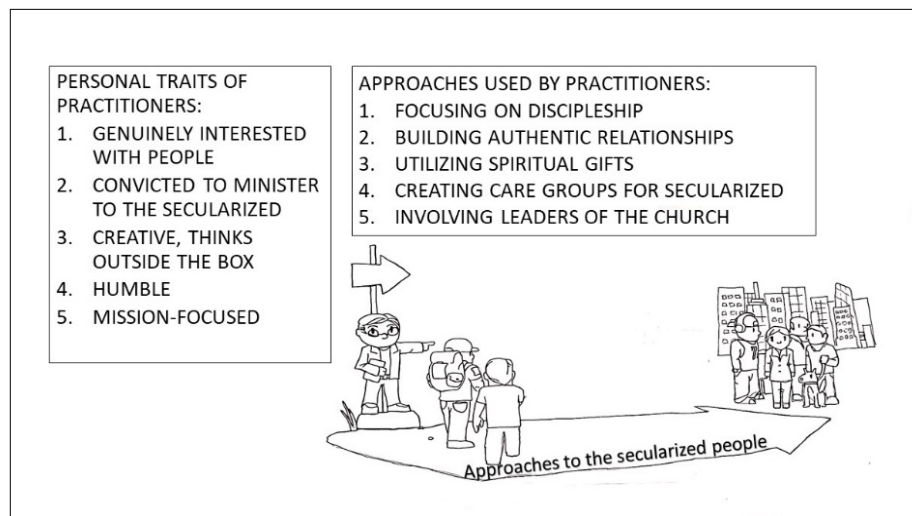 PERSONAL TRAITS OF
PRACTITIONERS:
1. GENUINELY INTERESTED
WITH PEOPLE
2. CONVICTED TO MINISTER
TO THE SECULARIZED
3. CREATIVE, THINKS
OUTSIDE THE BOX
4. HUMBLE
5. MISSION-FOCUSED
APPROACHES USED BY PRACTITIONERS:
1. FOCUSING ON DISCIPLESHIP
2. BUILDING AUTHENTIC RELATIONSHIPS
3. UTILIZING SPIRITUAL GIFTS
4. CREATING CARE GROUPS FOR SECULARIZED
5. INVOLVING LEADERS OF THE CHURCH
Approaches to the secularized people